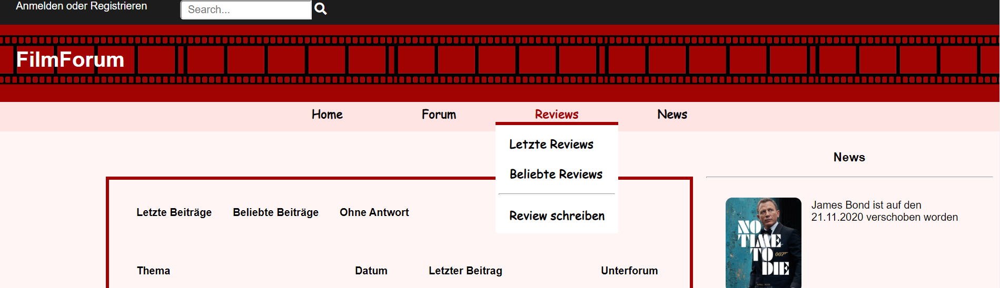 Anmelden oder Registrieren
Search...
FilmForum
Home
Forum
Reviews
News
Letzte Reviews
Beliebte Reviews
Review schreiben
Letzte Beiträge
Beliebte Beiträge
Ohne Antwort
Thema
Datum
Letzter Beitrag
Unterforum
News
James Bond ist auf den
21.11.2020 verschoben worden
NO
TIME
TO
DIE
007
APRIL 2020